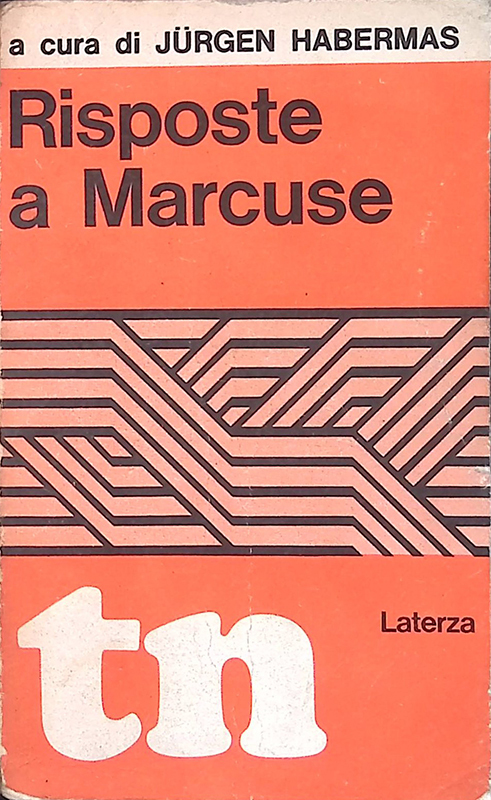 a cura di JÜRGEN HABERMAS
Risposte
a Marcuse
Laterza
tn